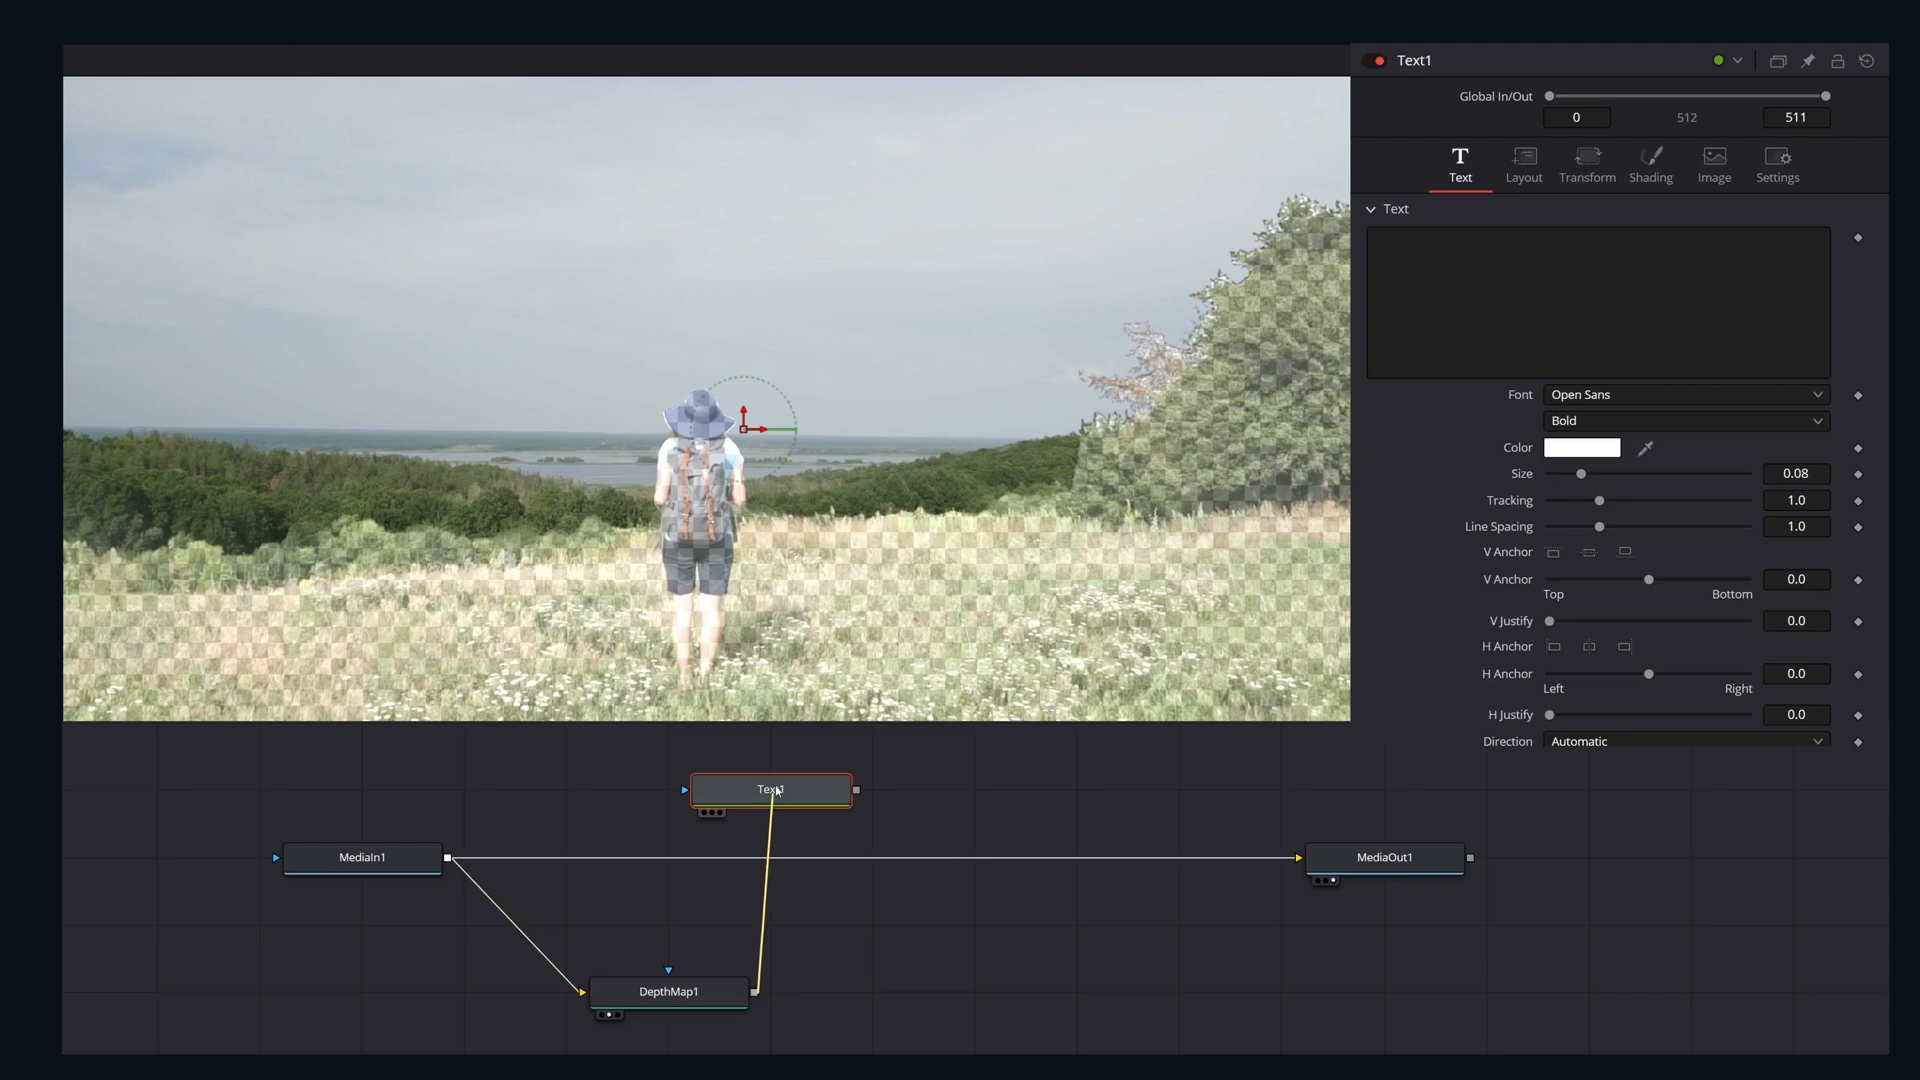 Text1
Global In/Out
0 512 511
Text Layout Transform Shading Image Settings
Text
Font Open Sans
Bold
Color
Size 0.08
Tracking 1.0
Line Spacing 1.0
V Anchor
V Anchor 0.0
Top Bottom
V Justify 0.0
H Anchor
H Anchor 0.0
Left Right
H Justify 0.0
Direction Automatic
Text1
MediaIn1
MediaOut1
DepthMap1